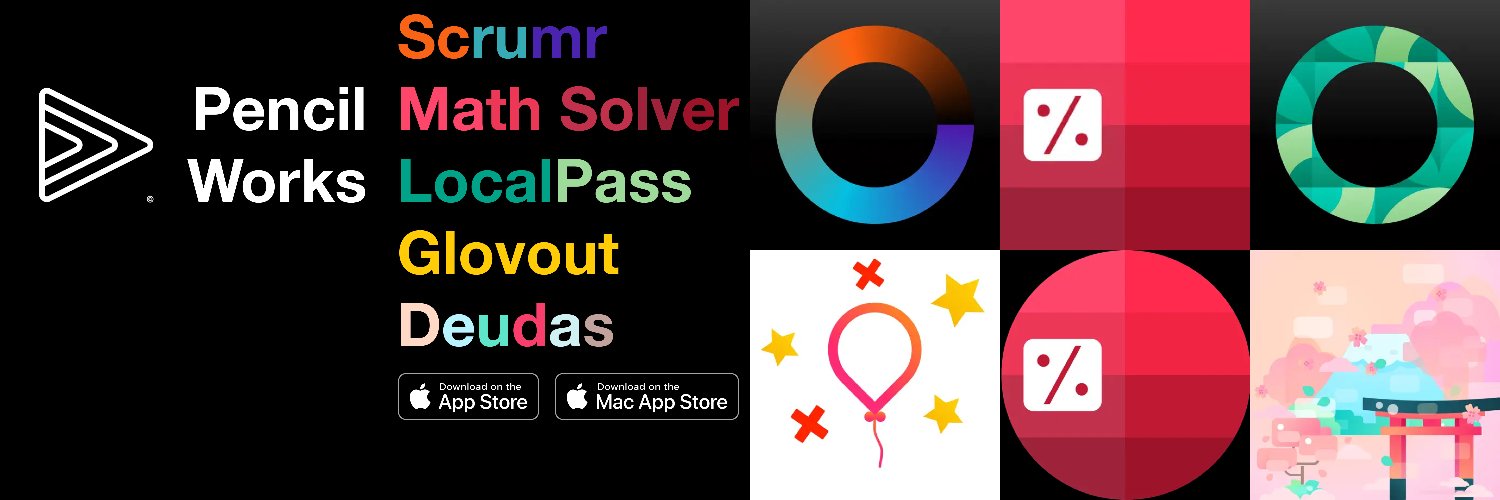 Pencil
Works
©
Scrumr
Math Solver
LocalPass
Glovout
Deudas
Download on the
App Store
Download on the
Mac App Store